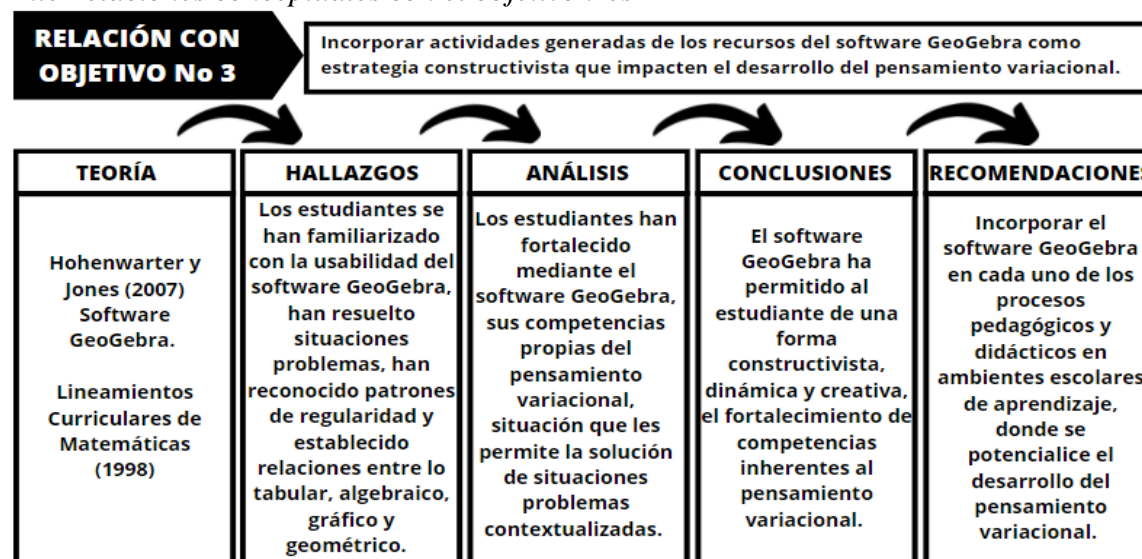 RELACIÓN CON
OBJETIVO No 3
Incorporar actividades generadas de los recursos del software GeoGebra como
estrategia constructivista que impacten el desarrollo del pensamiento variacional.
TEORÍA
Hohenwarter y
Jones (2007)
Software
GeoGebra.
Lineamientos
Curriculares de
Matemáticas
(1998)
HALLAZGOS
Los estudiantes se
han familiarizado
con la usabilidad del
software GeoGebra,
han resuelto
situaciones
problemas, han
reconocido patrones
de regularidad y
establecido
relaciones entre lo
tabular, algebraico,
gráfico y
geométrico.
ANÁLISIS
Los estudiantes han
fortalecido
mediante el
software GeoGebra,
sus competencias
propias del
pensamiento
variacional,
situación que les
permite la solución
de situaciones
problemas
contextualizadas.
CONCLUSIONES
El software
GeoGebra ha
permitido al
estudiante de una
forma
constructivista,
dinámica y creativa,
el fortalecimiento de
competencias
inherentes al
pensamiento
variacional.
RECOMENDACIONES
Incorporar el
software GeoGebra
en cada uno de los
procesos
pedagógicos y
didácticos en
ambientes escolares
de aprendizaje,
donde se
potencialice el
desarrollo del
pensamiento
variacional.